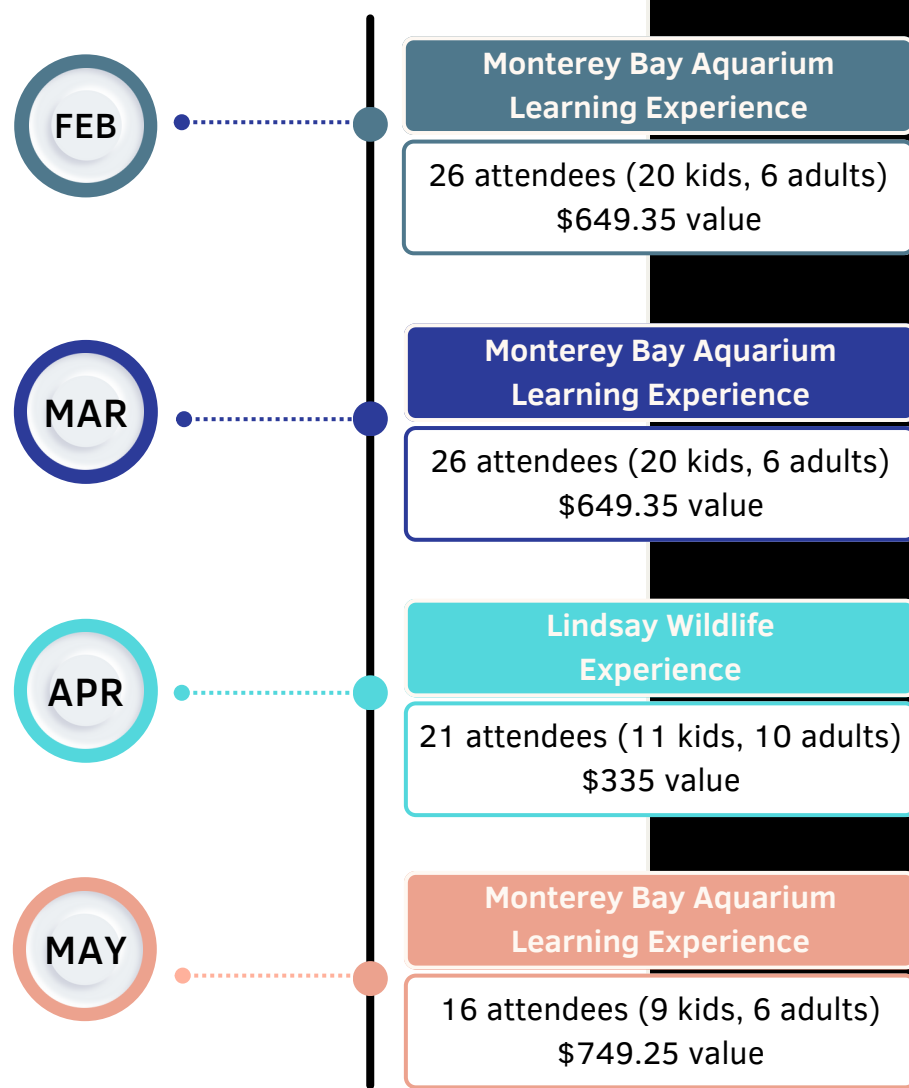 FEB
Monterey Bay Aquarium
Learning Experience
26 attendees (20 kids, 6 adults)
$649.35 value
MAR
Monterey Bay Aquarium
Learning Experience
26 attendees (20 kids, 6 adults)
$649.35 value
APR
Lindsay Wildlife
Experience
21 attendees (11 kids, 10 adults)
$335 value
MAY
Monterey Bay Aquarium
Learning Experience
16 attendees (9 kids, 6 adults)
$749.25 value